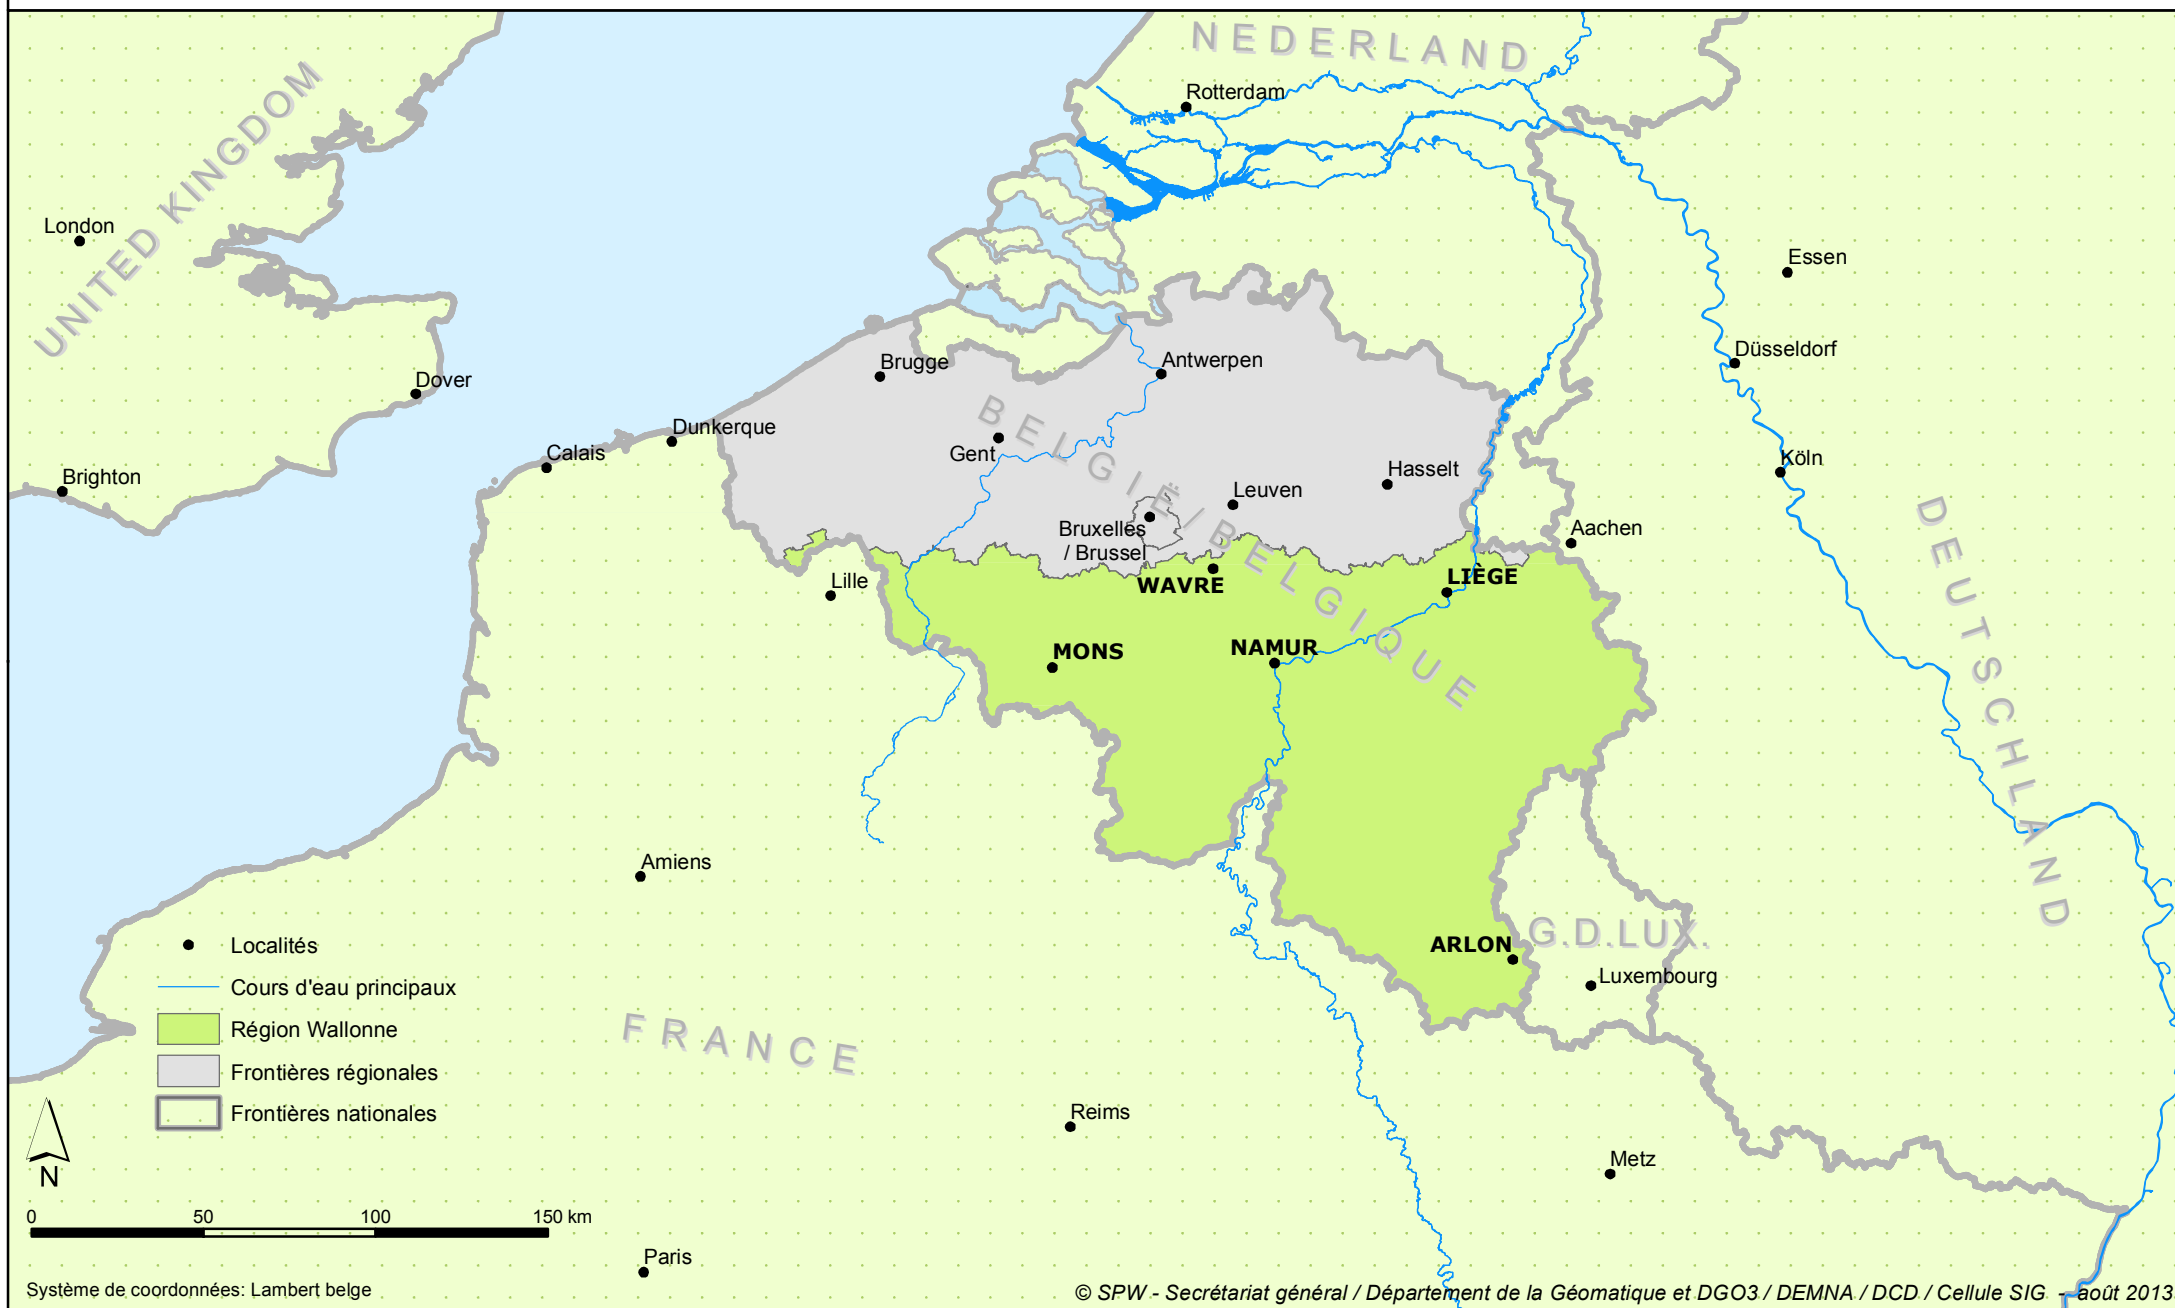 NEDERLAND
Rotterdam
UNITED KINGDOM
London
Essen
Düsseldorf
Brugge
Antwerpen
Dover
BELGIË/BELGIQUE
Dunkerque
Calais
Gent
Köln
Hasselt
Brighton
Leuven
DEUTSCHLAND
Bruxelles
/ Brussel
Aachen
Lille
WAVRE
LIÈGE
MONS
NAMUR
Amiens
G.D.LUX.
ARLON
Luxembourg
Localités
Cours d'eau principaux
Région Wallonne
Frontières régionales
Frontières nationales
FRANCE
Reims
Metz
N
0 50 100 150 km
Paris
Système de coordonnées: Lambert belge
© SPW - Secrétariat général / Département de la Géomatique et DGO3 / DEMNA / DCD / Cellule SIG - août 2013